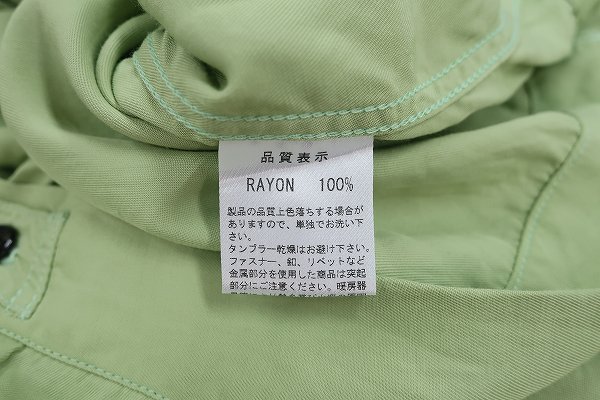 品質表示
RAYON 100%
製品の品質上色落ちする場合が
ありますので、単独でお洗い下
さい。
タンブラー乾燥はお避け下さい。
ファスナー、釦、リベットなど
金属部分を使用した商品は突起
部分にご注意ください。暖房器